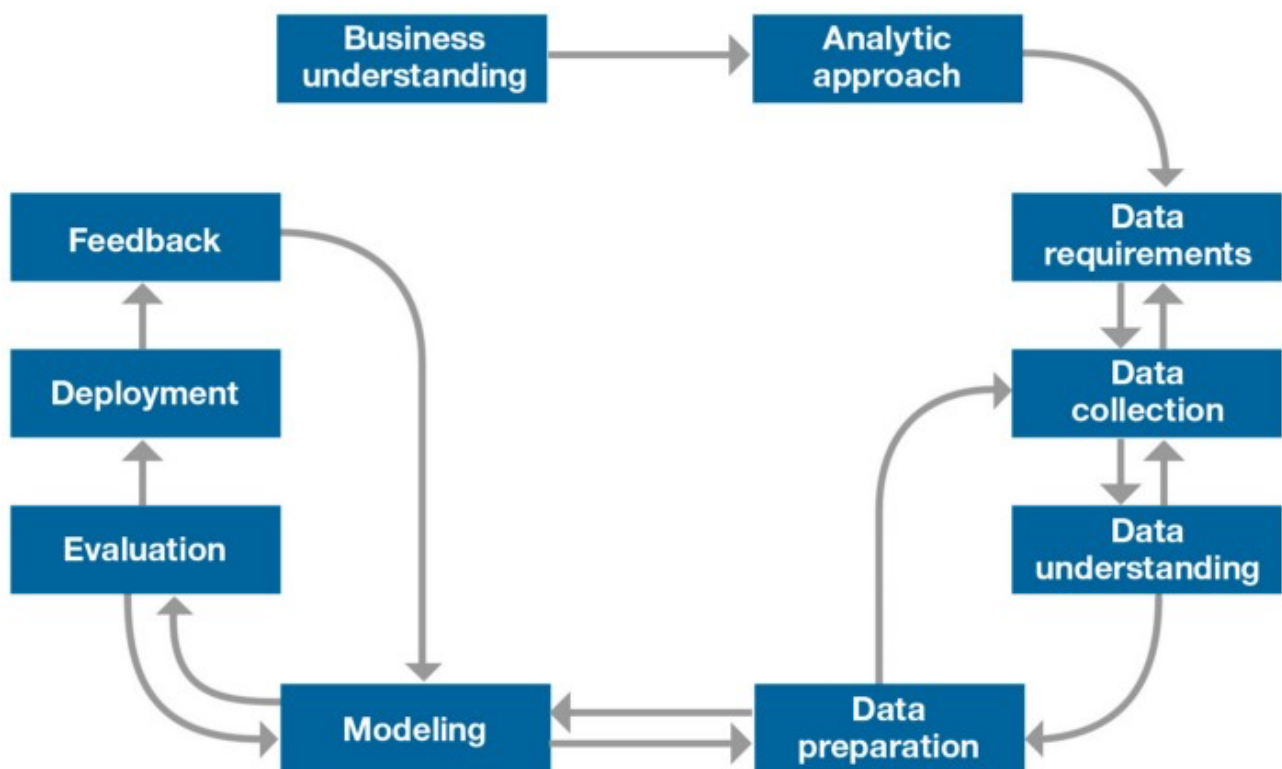 Business
understanding
Analytic
approach
Data
requirements
Data
collection
Data
understanding
Data
preparation
Modeling
Evaluation
Deployment
Feedback